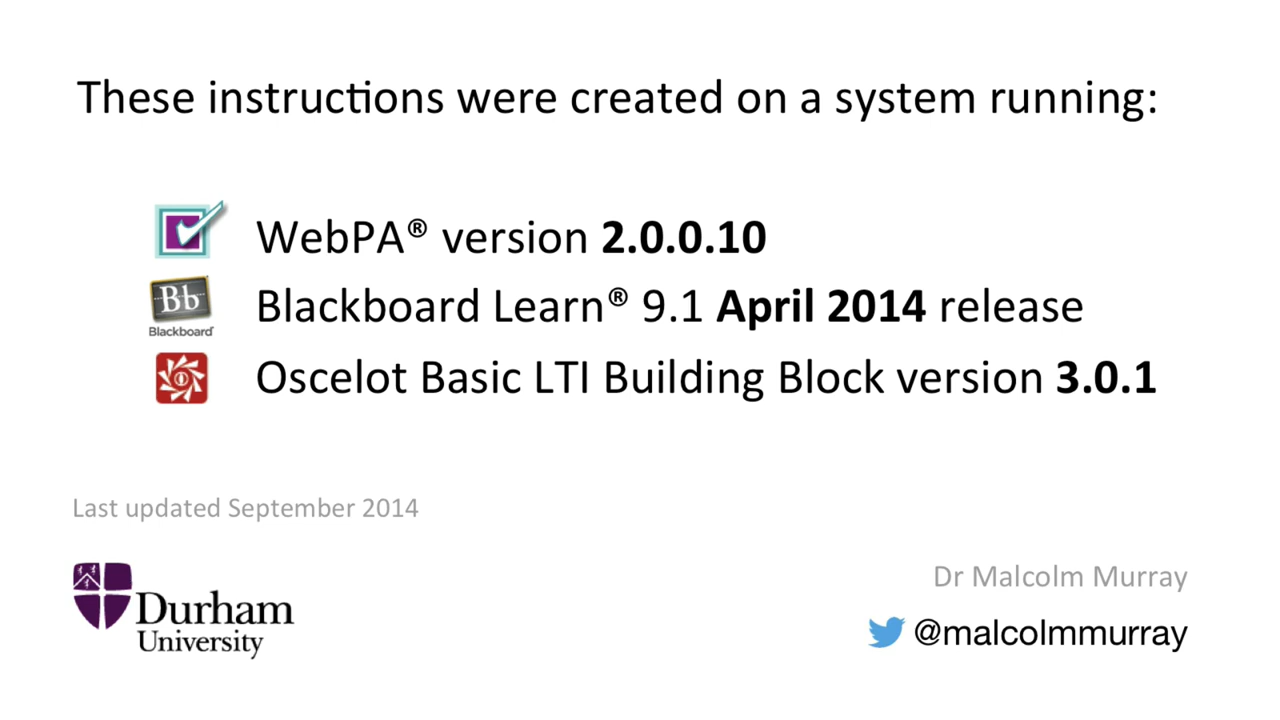 These instructions were created on a system running:
WebPA® version 2.0.0.10
Bb
Blackboard
Blackboard Learn® 9.1 April 2014 release
Oscelot Basic LTI Building Block version 3.0.1
Last updated September 2014
Durham
University
Dr Malcolm Murray
@malcolmmurray